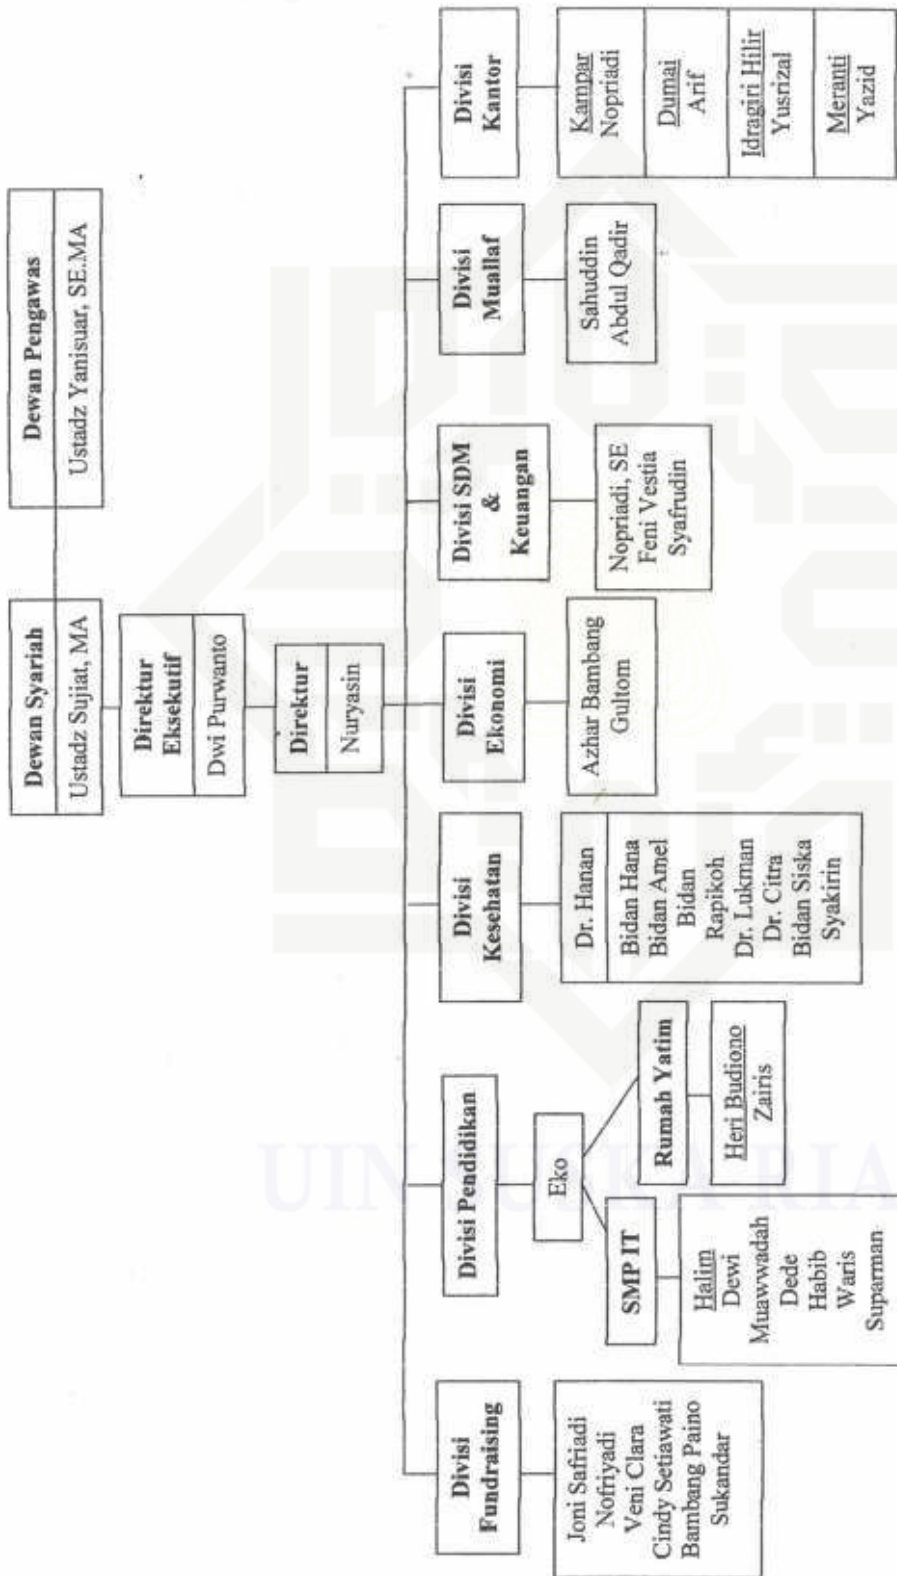 Dewan Syariah
Ustadz Sujiat, MA
Dewan Pengawas
Ustadz Yanisuar, SE.MA
Direktur
Eksekutif
Dwi Purwanto
Direktur
Nuryasin
Divisi
Fundraising
Joni Safriadi
Nofriyadi
Veni Clara
Cindy Setiawati
Bambang Paino
Sukandar
Divisi Pendidikan
Eko
SMP IT
Halim
Dewi
Muawwadah
Dede
Habib
Waris
Suparman
Rumah Yatim
Heri Budiono
Zairis
Divisi
Kesehatan
Dr. Hanan
Bidan Hana
Bidan Amel
Bidan
Rapikoh
Dr. Lukman
Dr. Citra
Bidan Siska
Syakirin
Divisi
Ekonomi
Azhar Bambang
Gultom
Divisi SDM
&
Keuangan
Nopriadi, SE
Feni Vestia
Syafrudin
Divisi
Muallaf
Sahuddin
Abdul Qadir
Divisi
Kantor
Kampar
Nopriadi
Dumai
Arif
Idragiri Hilir
Yusrizal
Meranti
Yazid
UIN SUSKA RIA